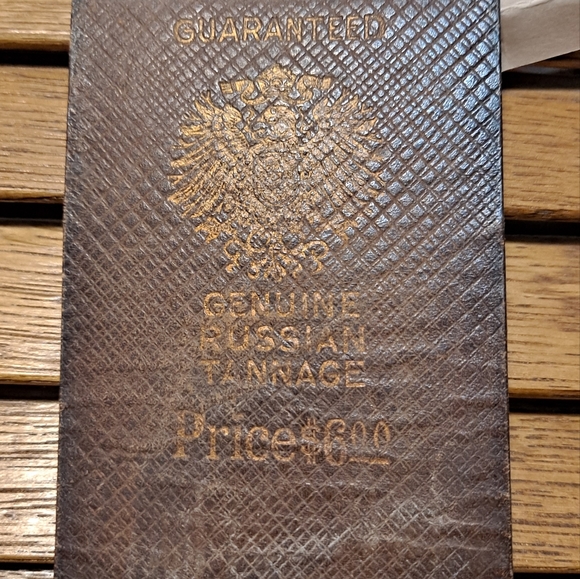 GUARANTEED
GENUINE
RUSSIAN
TANNAGE
Price $6.00